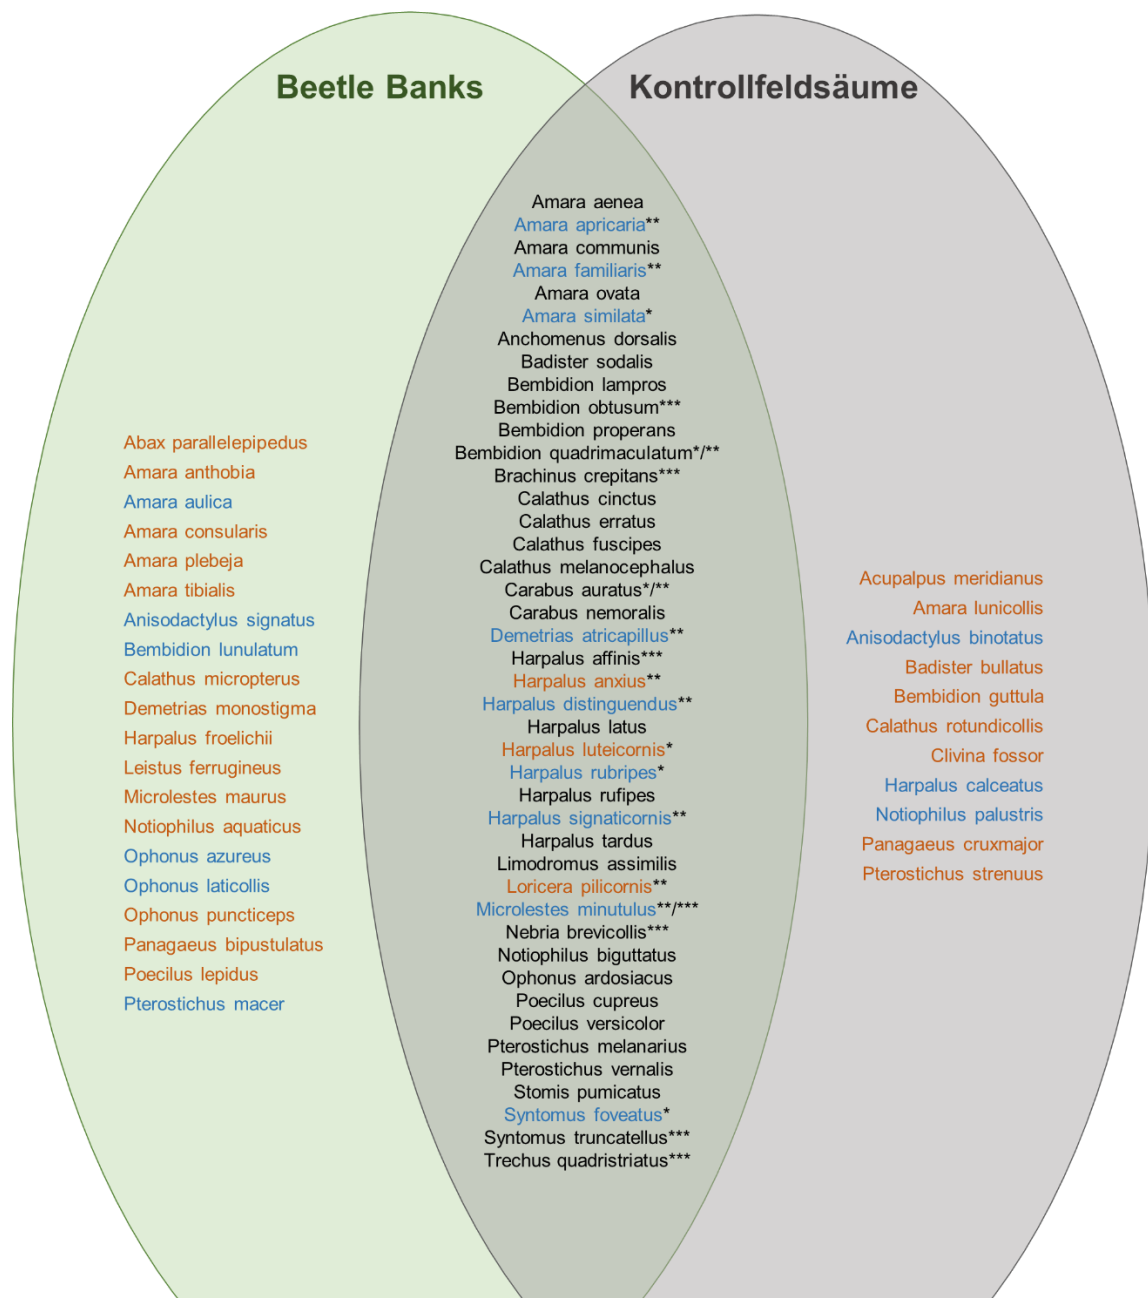 Beetle Banks
Kontrollfeldsäume
Abax parallelepipedus
Amara anthobia
Amara aulica
Amara consularis
Amara plebeja
Amara tibialis
Anisodactylus signatus
Bembidion lunulatum
Calathus micropterus
Demetrias monostigma
Harpalus froelichii
Leistus ferrugineus
Microlestes maurus
Notiophilus aquaticus
Ophonus azureus
Ophonus laticollis
Ophonus puncticeps
Panagaeus bipustulatus
Poecilus lepidus
Pterostichus macer
Amara aenea
Amara apricaria**
Amara communis
Amara familiaris**
Amara ovata
Amara similata*
Anchomenus dorsalis
Badister sodalis
Bembidion lampros
Bembidion obtusum***
Bembidion properans
Bembidion quadrimaculatum*/**
Brachinus crepitans***
Calathus cinctus
Calathus erratus
Calathus fuscipes
Calathus melanocephalus
Carabus auratus*/**
Carabus nemoralis
Demetrias atricapillus**
Harpalus affinis***
Harpalus anxius**
Harpalus distinguendus**
Harpalus latus
Harpalus luteicornis*
Harpalus rubripes*
Harpalus rufipes
Harpalus signaticornis**
Harpalus tardus
Limodromus assimilis
Loricera pilicornis**
Microlestes minutulus**/***
Nebria brevicollis***
Notiophilus biguttatus
Ophonus ardosiacus
Poecilus cupreus
Poecilus versicolor
Pterostichus melanarius
Pterostichus vernalis
Stomis pumicatus
Syntomus foveatus*
Syntomus truncatellus***
Trechus quadristriatus***
Acupalpus meridianus
Amara lunicollis
Anisodactylus binotatus
Badister bullatus
Bembidion guttula
Calathus rotundicollis
Clivina fossor
Harpalus calceatus
Notiophilus palustris
Panagaeus cruxmajor
Pterostichus strenuus